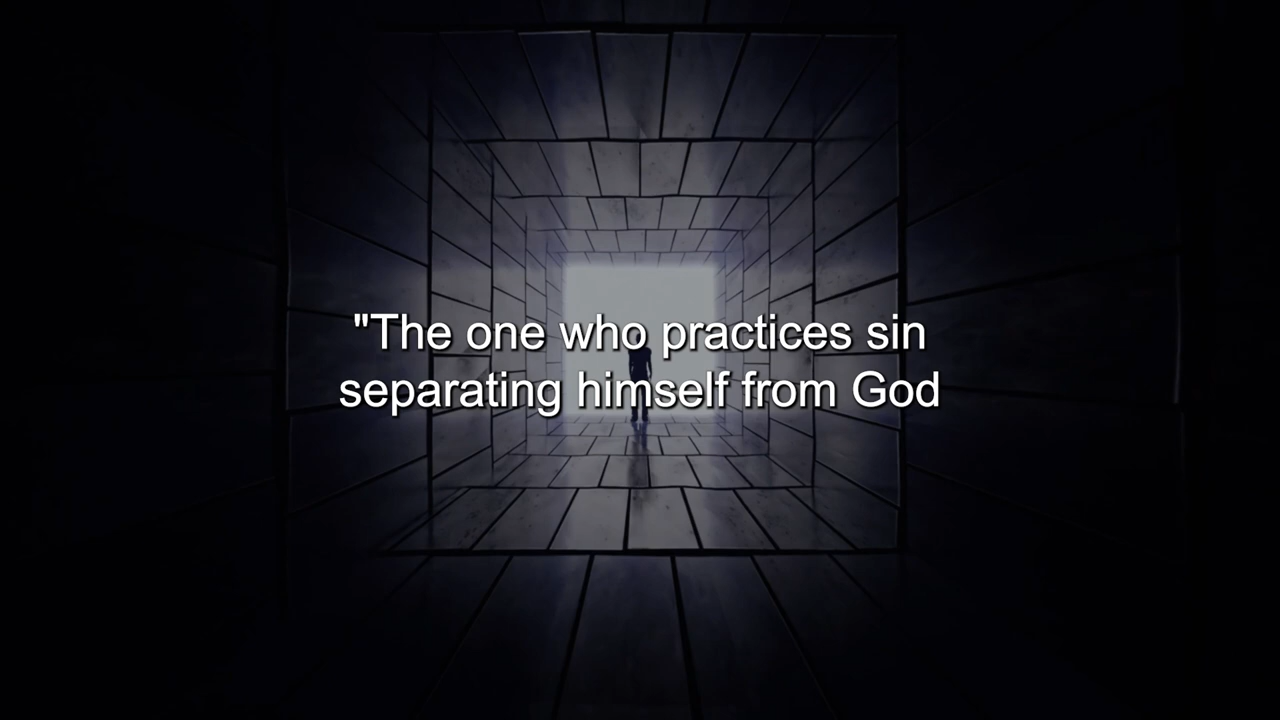 "The one who practices sin
separating himself from God